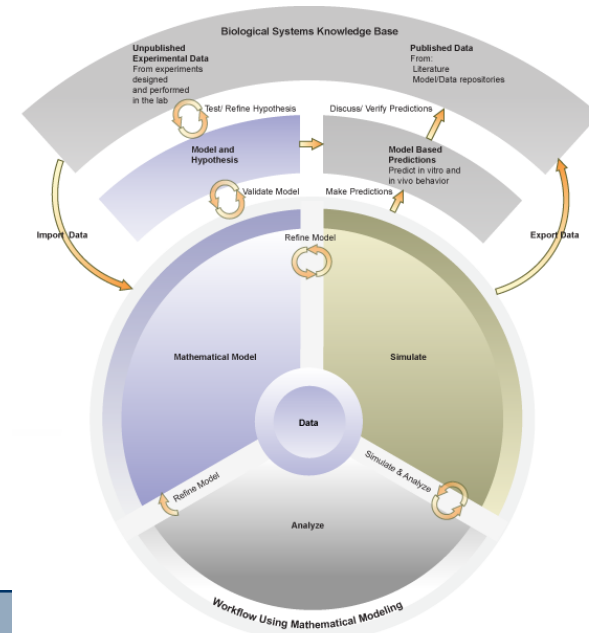 Biological Systems Knowledge Base
Unpublished
Experimental Data
From experiments
designed
and performed
in the lab
Published Data
From:
Literature
Model/Data repositories
Test/ Refine Hypothesis
Discuss/ Verify Predictions
Model and
Hypothesis
Model Based
Predictions
Predict in vitro and
in vivo behavior
Validate Model
Make Predictions
Import Data
Refine Model
Export Data
Mathematical Model
Simulate
Data
Refine Model
Simulate & Analyze
Analyze
Workflow Using Mathematical Modeling